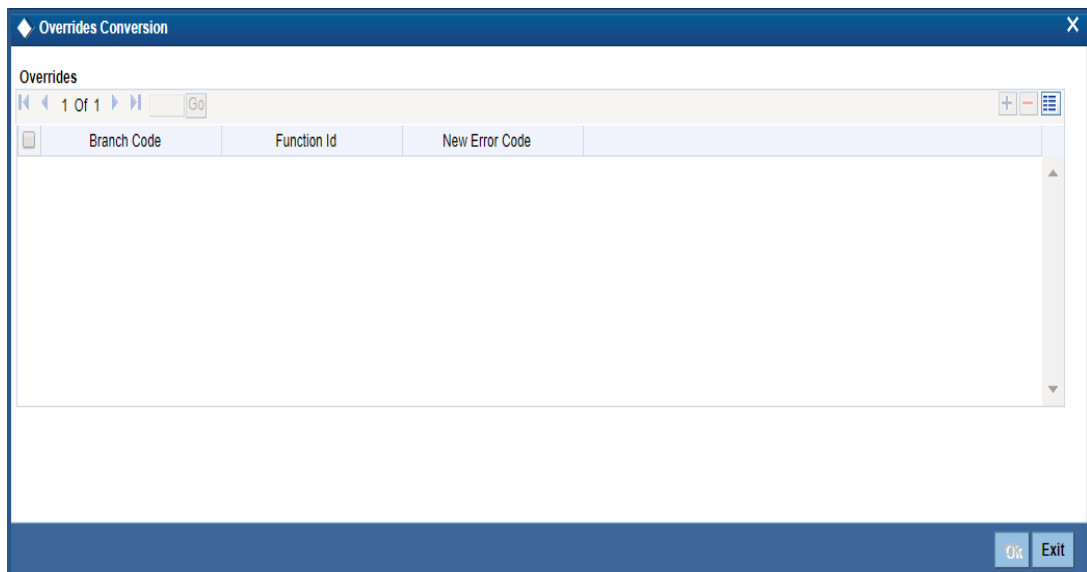 Overrides Conversion X
Overrides
1 Of 1 Go
Branch Code Function Id New Error Code
Ok Exit